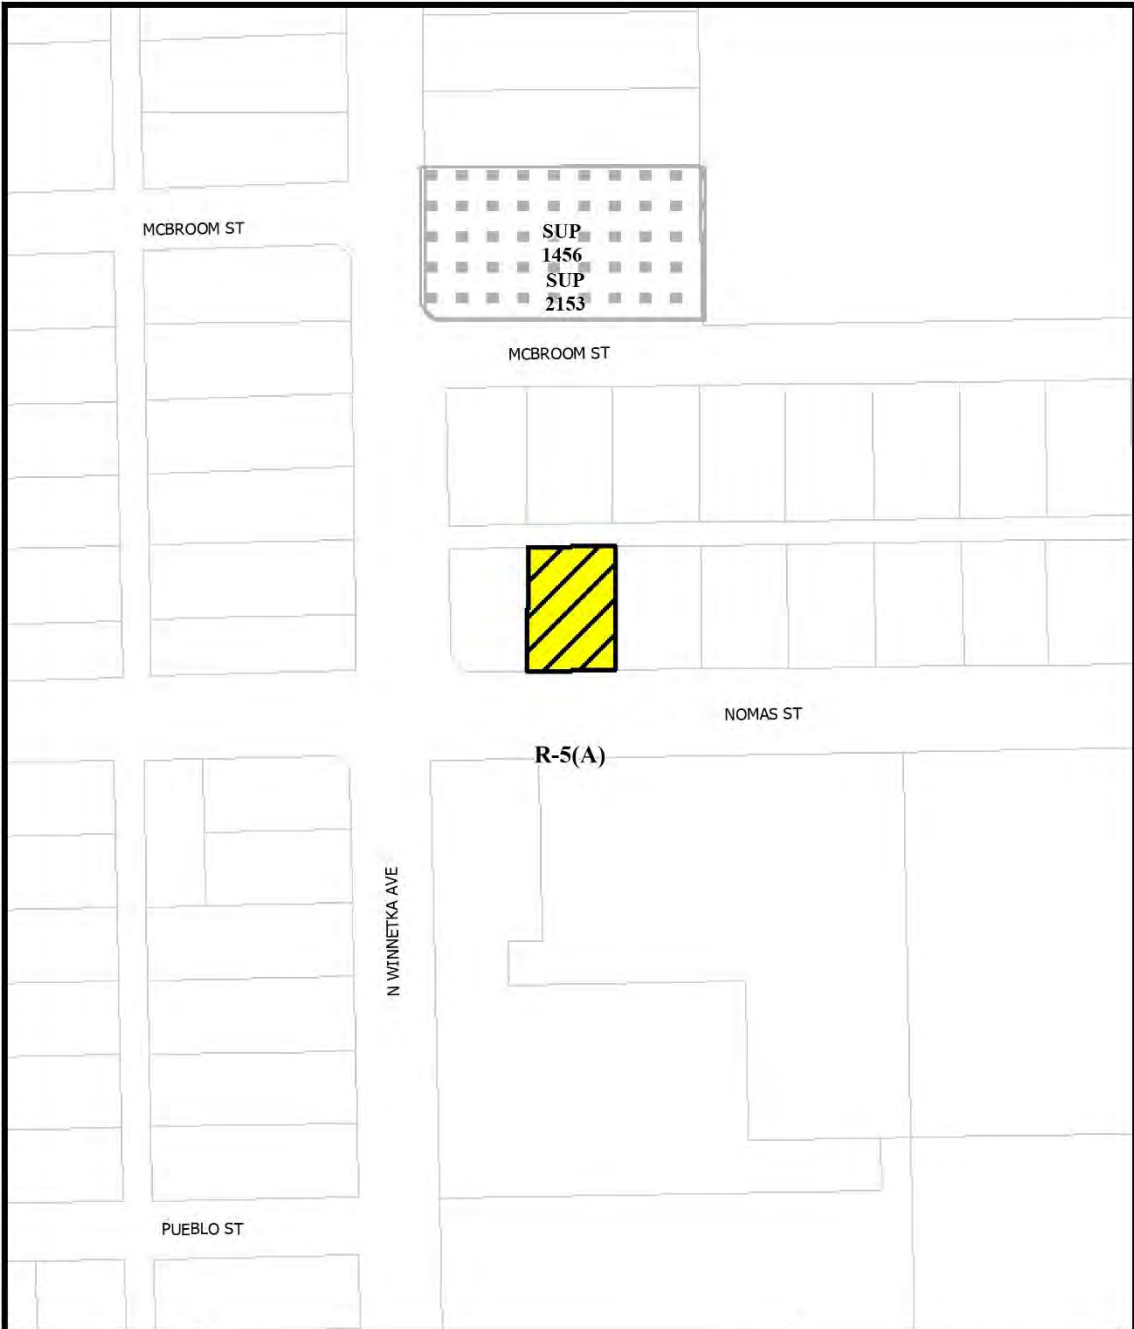 MCBROOM ST
SUP
1456
SUP
2153
MCBROOM ST
NOMAS ST
R-5(A)
N WINNETKA AVE
PUEBLO ST